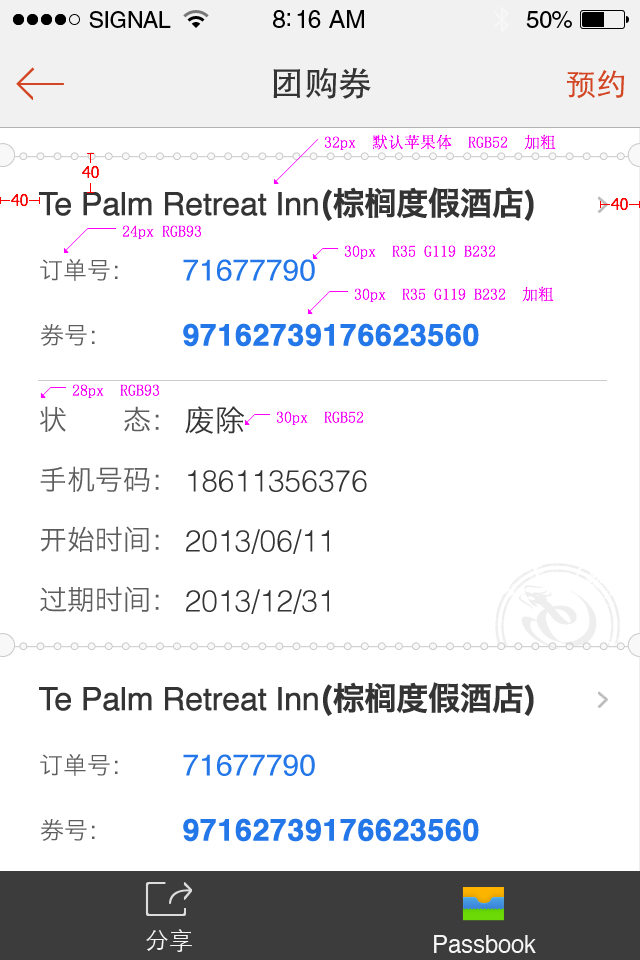 SIGNAL 8:16 AM 50%
团购券 预约
32px 默认苹果体 RGB52 加粗
40
40 Te Palm Retreat Inn(棕榈度假酒店) 40
24px RGB93
30px R35 G119 B232
订单号: 71677790
30px R35 G119 B232 加粗
券号: 97162739176623560
28px RGB93
状 态: 废除 30px RGB52
手机号码: 18611356376
开始时间: 2013/06/11
过期时间: 2013/12/31
Te Palm Retreat Inn(棕榈度假酒店)
订单号: 71677790
券号: 97162739176623560
分享 Passbook